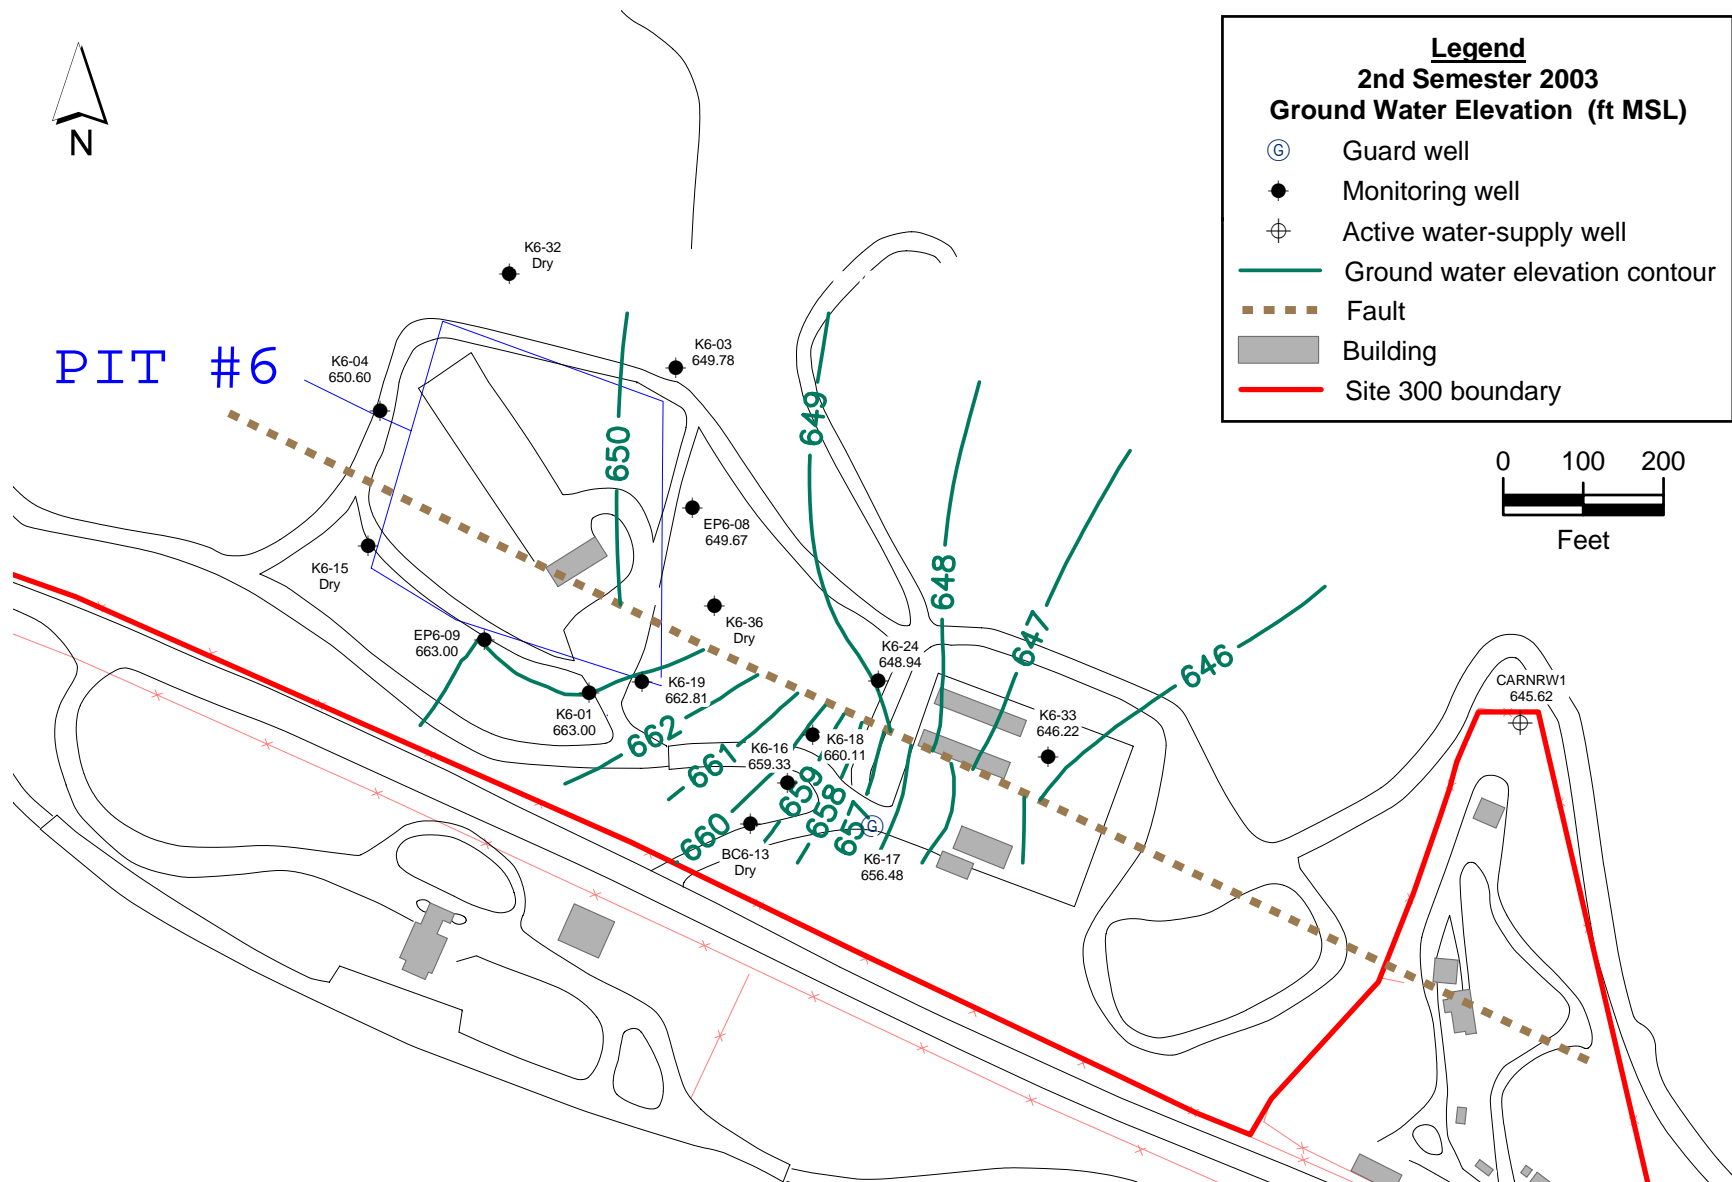 Legend
2nd Semester 2003
Ground Water Elevation (ft MSL)
G Guard well
Monitoring well
Active water-supply well
Ground water elevation contour
Fault
Building
Site 300 boundary
0 100 200
Feet
N
PIT #6
K6-32
Dry
K6-03
649.78
K6-04
650.60
EP6-08
649.67
K6-15
Dry
K6-36
Dry
EP6-09
663.00
K6-24
648.94
K6-19
662.81
K6-01
663.00
K6-33
646.22
CARNRW1
645.62
K6-18
660.11
K6-16
659.33
BC6-13
Dry
G
K6-17
656.48
650
649
648
647
646
662
661
660
659
658
657